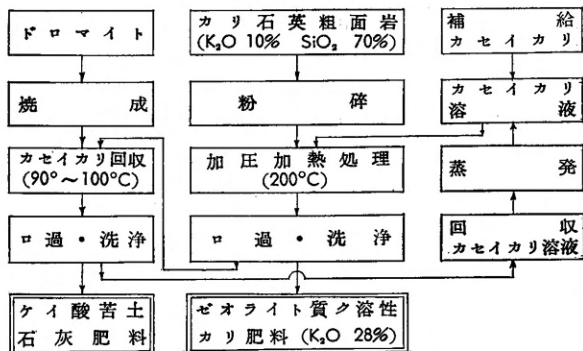 ドロマイト
焼成
カセイカリ回収
(90°~100°C)
ロ過・洗浄
ケイ酸苦土
石灰肥料
カリ石英粗面岩
(K₂O 10% SiO₂ 70%)
粉砕
加圧加熱処理
(200°C)
ロ過・洗浄
ゼオライト質ク溶性
カリ肥料 (K₂O 28%)
補給
カセイカリ
カセイカリ
溶液
蒸発
回収
カセイカリ溶液